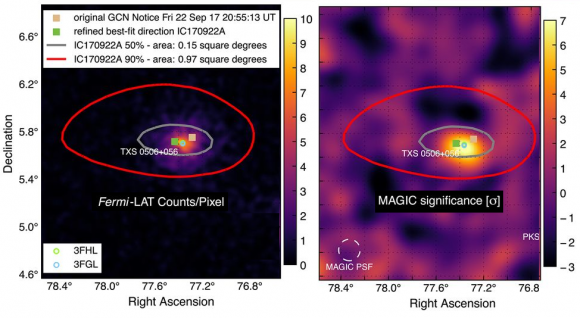 original GCN Notice Fri 22 Sep 17 20:55:13 UT
refined best-fit direction IC170922A
IC170922A 50% - area: 0.15 square degrees
IC170922A 90% - area: 0.97 square degrees
6.6°
6.2°
5.8°
5.4°
5.0°
4.6°
Declination
TXS 0506+056
Fermi-LAT Counts/Pixel
3FHL
3FGL
78.4° 78.0° 77.6° 77.2° 76.8°
Right Ascension
10
9
8
7
6
5
4
3
2
1
0
TXS 0506+056
MAGIC significance [σ]
PKS
MAGIC PSF
78.4° 78.0° 77.6° 77.2° 76.8°
Right Ascension
7
6
5
4
3
2
1
0
−1
−2
−3